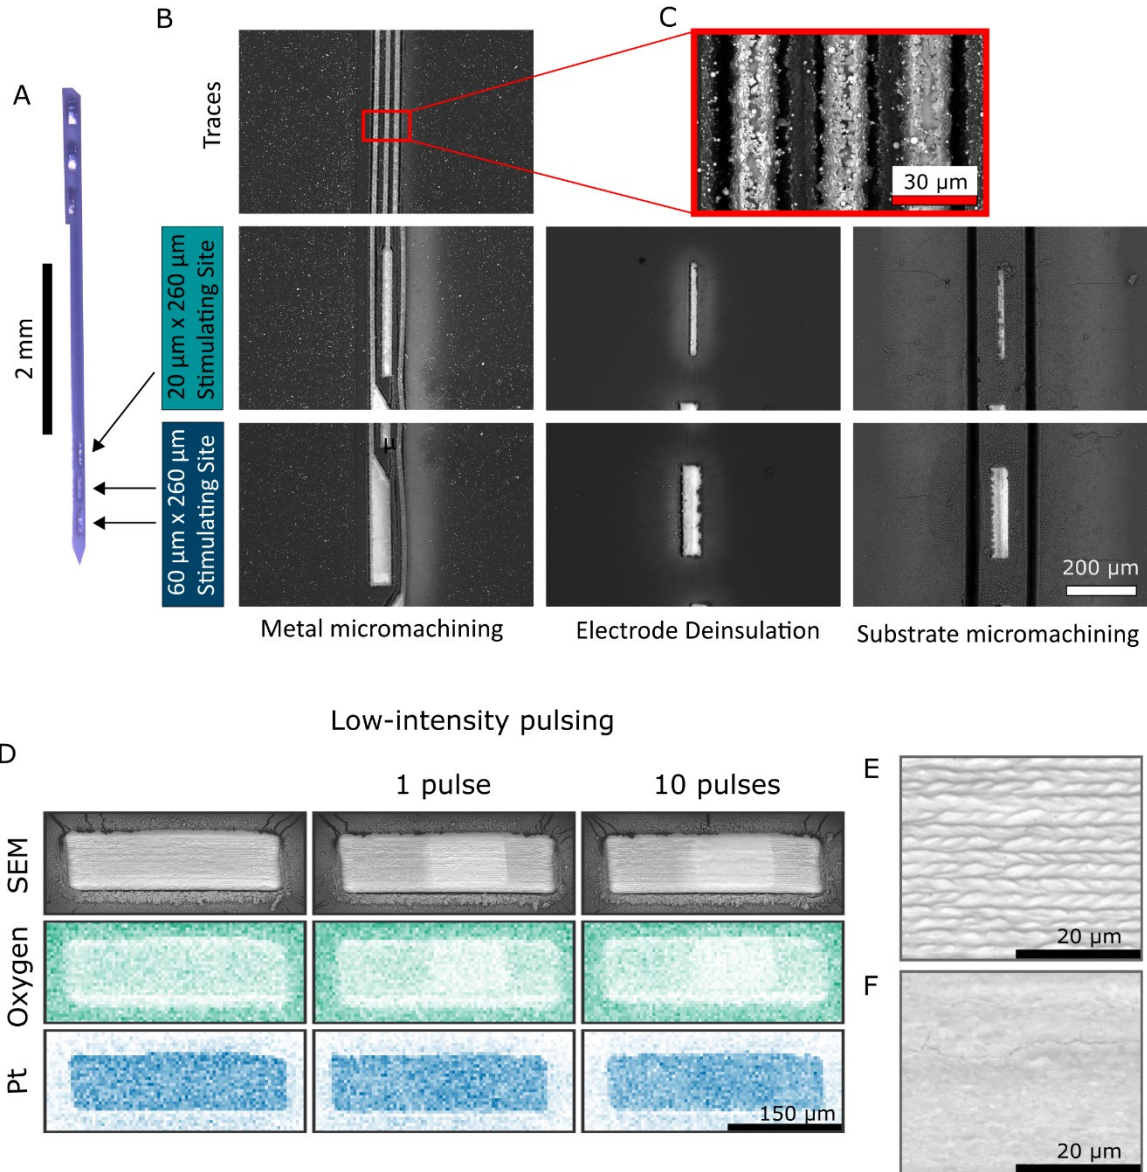 A
B
C
Traces
30 µm
2 mm
20 µm x 260 µm
Stimulating Site
60 µm x 260 µm
Stimulating Site
200 µm
Metal micromachining
Electrode Deinsulation
Substrate micromachining
Low-intensity pulsing
D
1 pulse
10 pulses
SEM
Oxygen
Pt
150 µm
E
20 µm
F
20 µm